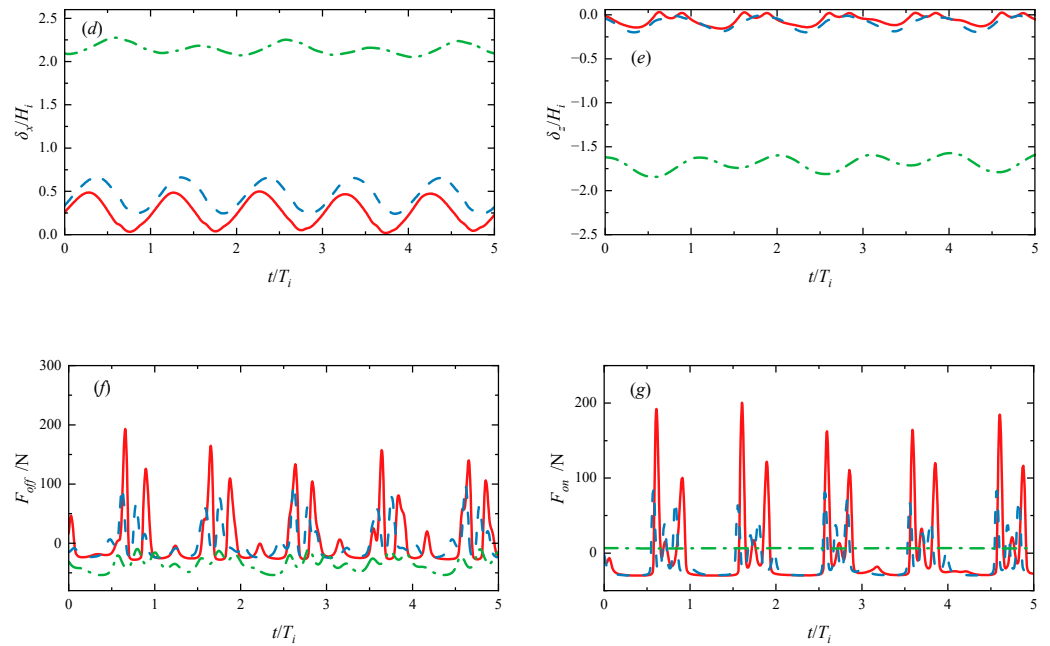 (d)
2.5
2.0
1.5
1.0
0.5
0.0
δx/Hi
0 1 2 3 4 5
t/Ti
(e)
0.0
−0.5
−1.0
−1.5
−2.0
−2.5
δz/Hi
0 1 2 3 4 5
t/Ti
(f)
300
200
100
0
Foff /N
0 1 2 3 4 5
t/Ti
(g)
200
100
0
Fon /N
0 1 2 3 4 5
t/Ti